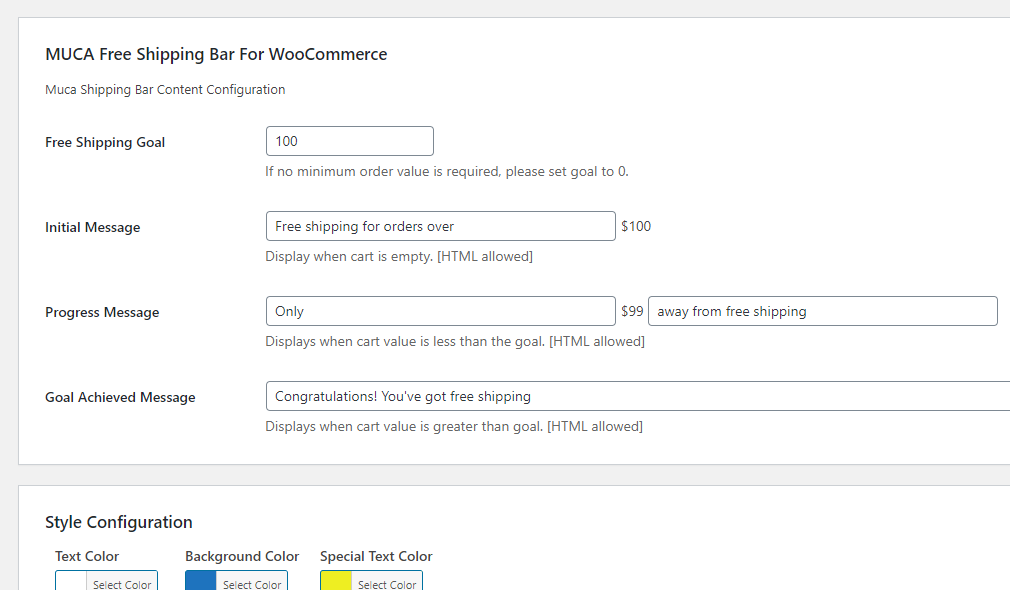 MUCA Free Shipping Bar For WooCommerce
Muca Shipping Bar Content Configuration
Free Shipping Goal
100
If no minimum order value is required, please set goal to 0.
Initial Message
Free shipping for orders over
$100
Display when cart is empty. [HTML allowed]
Progress Message
Only
$99
away from free shipping
Displays when cart value is less than the goal. [HTML allowed]
Goal Achieved Message
Congratulations! You've got free shipping
Displays when cart value is greater than goal. [HTML allowed]
Style Configuration
Text Color
Background Color
Special Text Color
Select Color
Select Color
Select Color